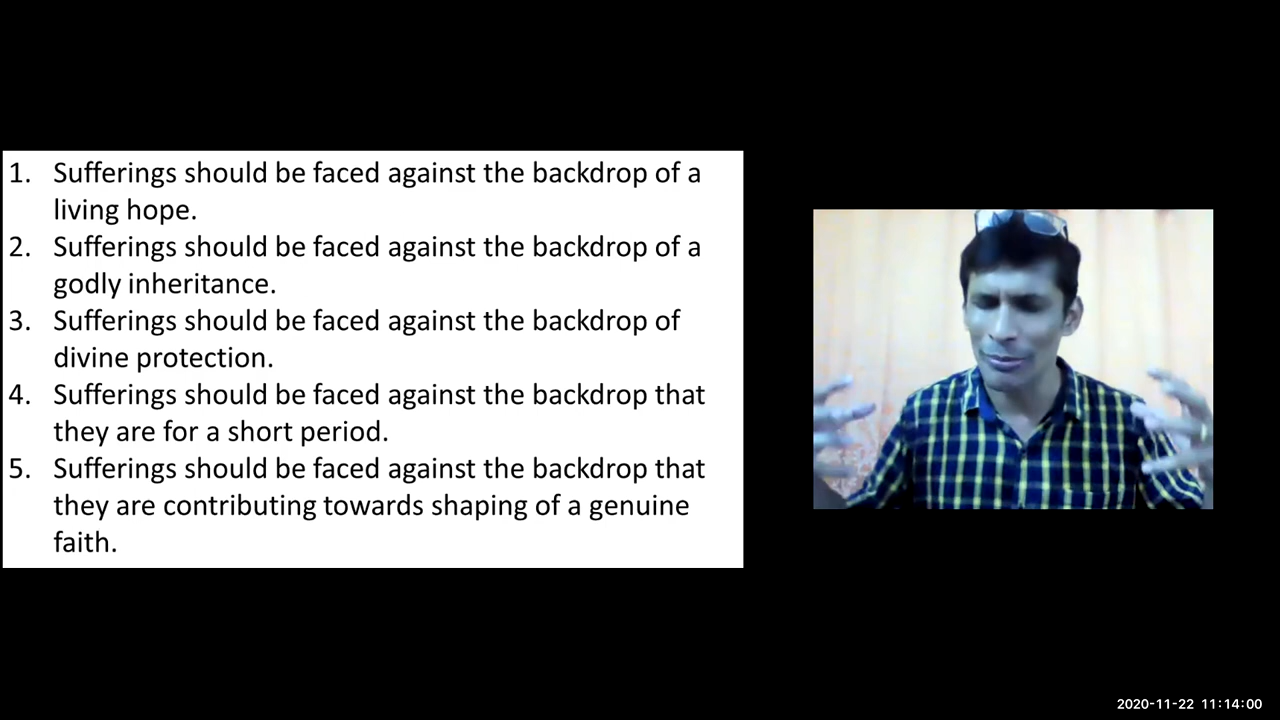 1. Sufferings should be faced against the backdrop of a
living hope.
2. Sufferings should be faced against the backdrop of a
godly inheritance.
3. Sufferings should be faced against the backdrop of
divine protection.
4. Sufferings should be faced against the backdrop that
they are for a short period.
5. Sufferings should be faced against the backdrop that
they are contributing towards shaping of a genuine
faith.
2020-11-22 11:14:00